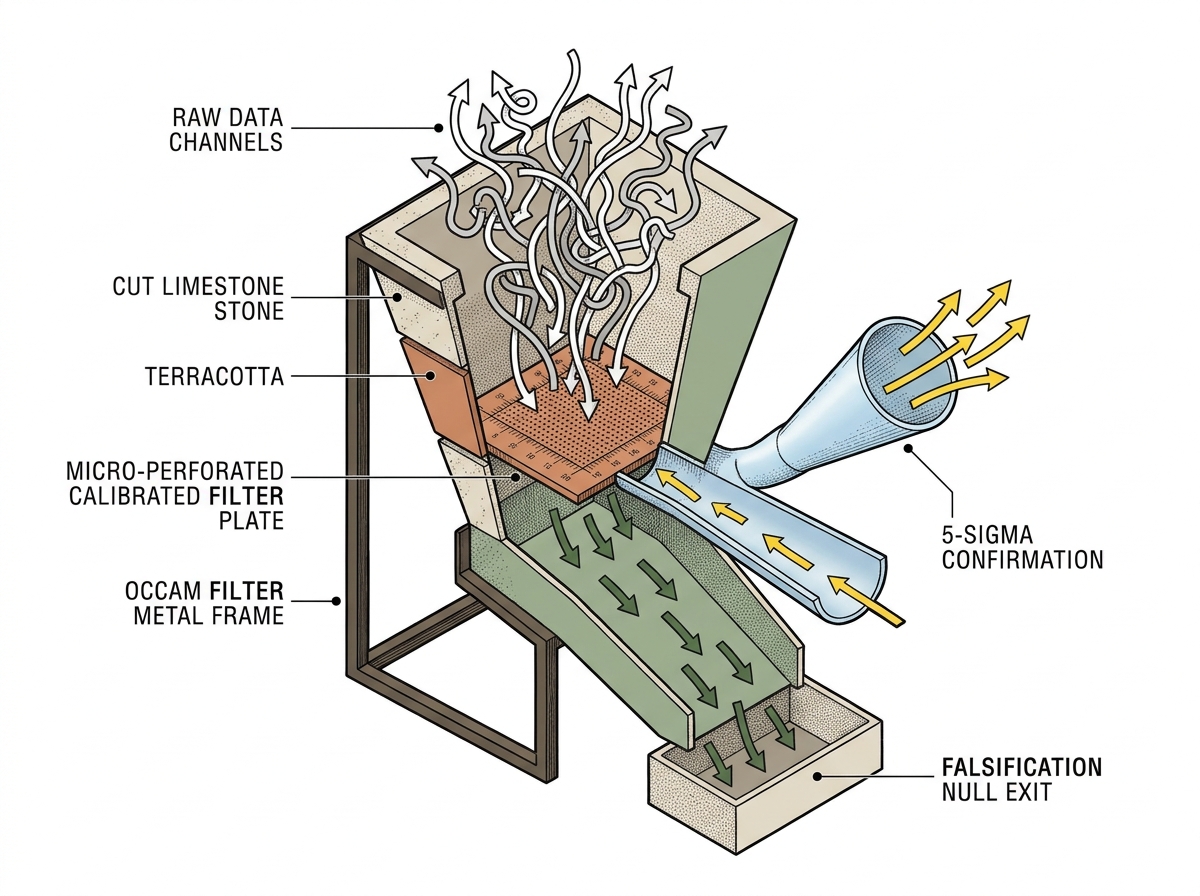 RAW DATA
CHANNELS
CUT LIMESTONE
STONE
TERRACOTTA
MICRO-PERFORATED
CALIBRATED FILTER
PLATE
OCCAM FILTER
METAL FRAME
5-SIGMA
CONFIRMATION
FALSIFICATION
NULL EXIT